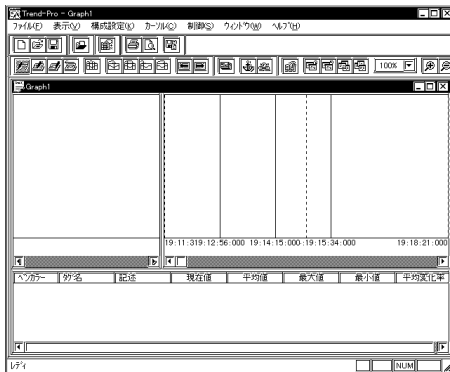 Trend-Pro - Graph1
ファイル(F) 表示(V) 構成設定(K) カーソル(C) 制御(S) ウィンドウ(W) ヘルプ(H)
100%
Graph1
19:11:319:12:56:000 19:14:15:000:19:15:34:000 19:18:21:000
ペンカラー タグ名 記述 現在値 平均値 最大値 最小値 平均変化率
レディ NUM